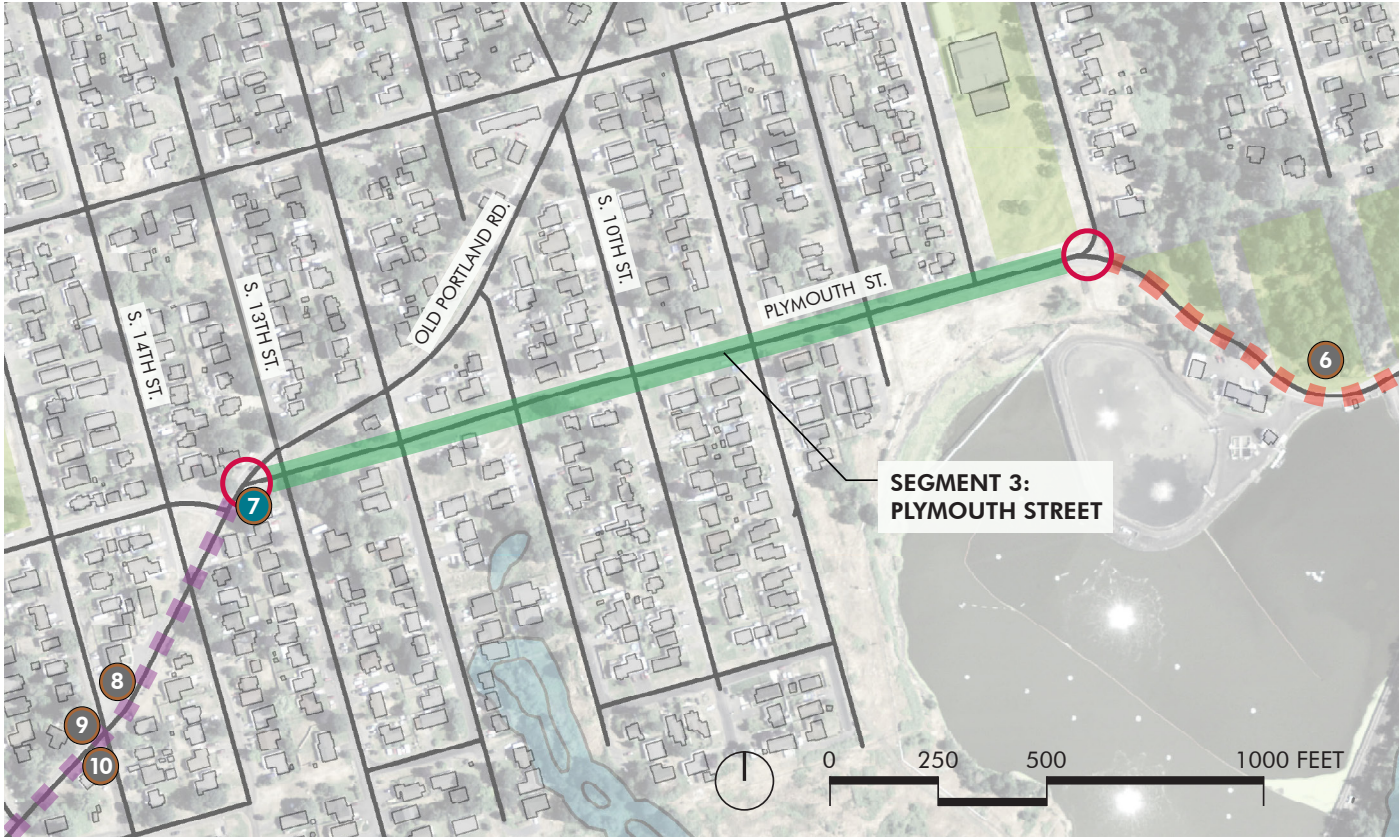 OLD PORTLAND RD.
S. 10TH ST.
PLYMOUTH ST.
S. 13TH ST.
S. 14TH ST.
6
SEGMENT 3:
PLYMOUTH STREET
7
8
9
10
0 250 500 1000 FEET